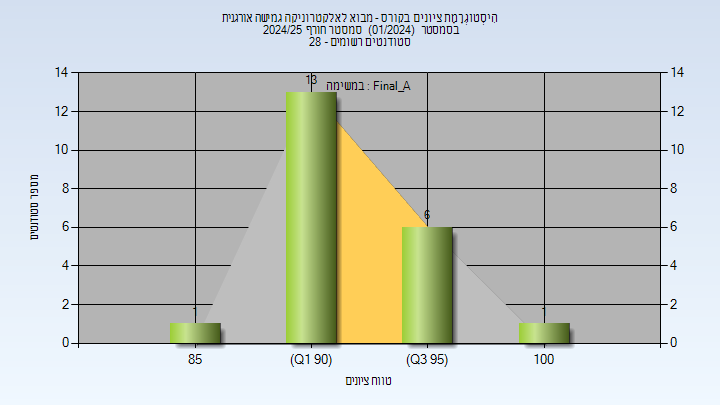 היסטוגרמת ציונים בקורס - מבוא לאלקטרוניקה גמישה אורגנית
בסמסטר (01/2024) סמסטר חורף 2024/25
סטודנטים רשומים - 28
במשימה : Final_A
מספר סטודנטים
14 14
12 12
10 10
8 8
6 6
4 4
2 2
0 0
1 13 6 1
85 (Q1 90) (Q3 95) 100
טווח ציונים